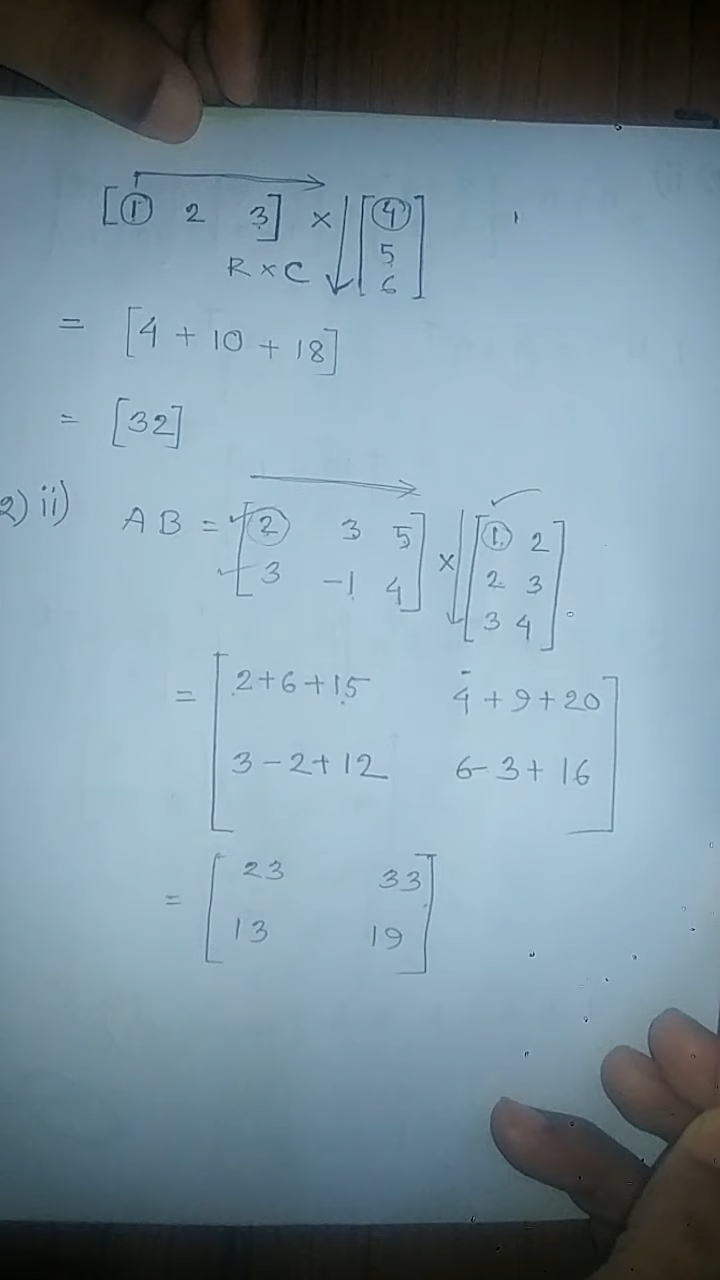 [1 2 3] × [4
5
6]
R×C
= [4 + 10 + 18]
= [32]
2) ii) AB = [2 3 5
3 -1 4] × [1 2
2 3
3 4]
= [2+6+15 4+9+20
3-2+12 6-3+16]
= [23 33
13 19]